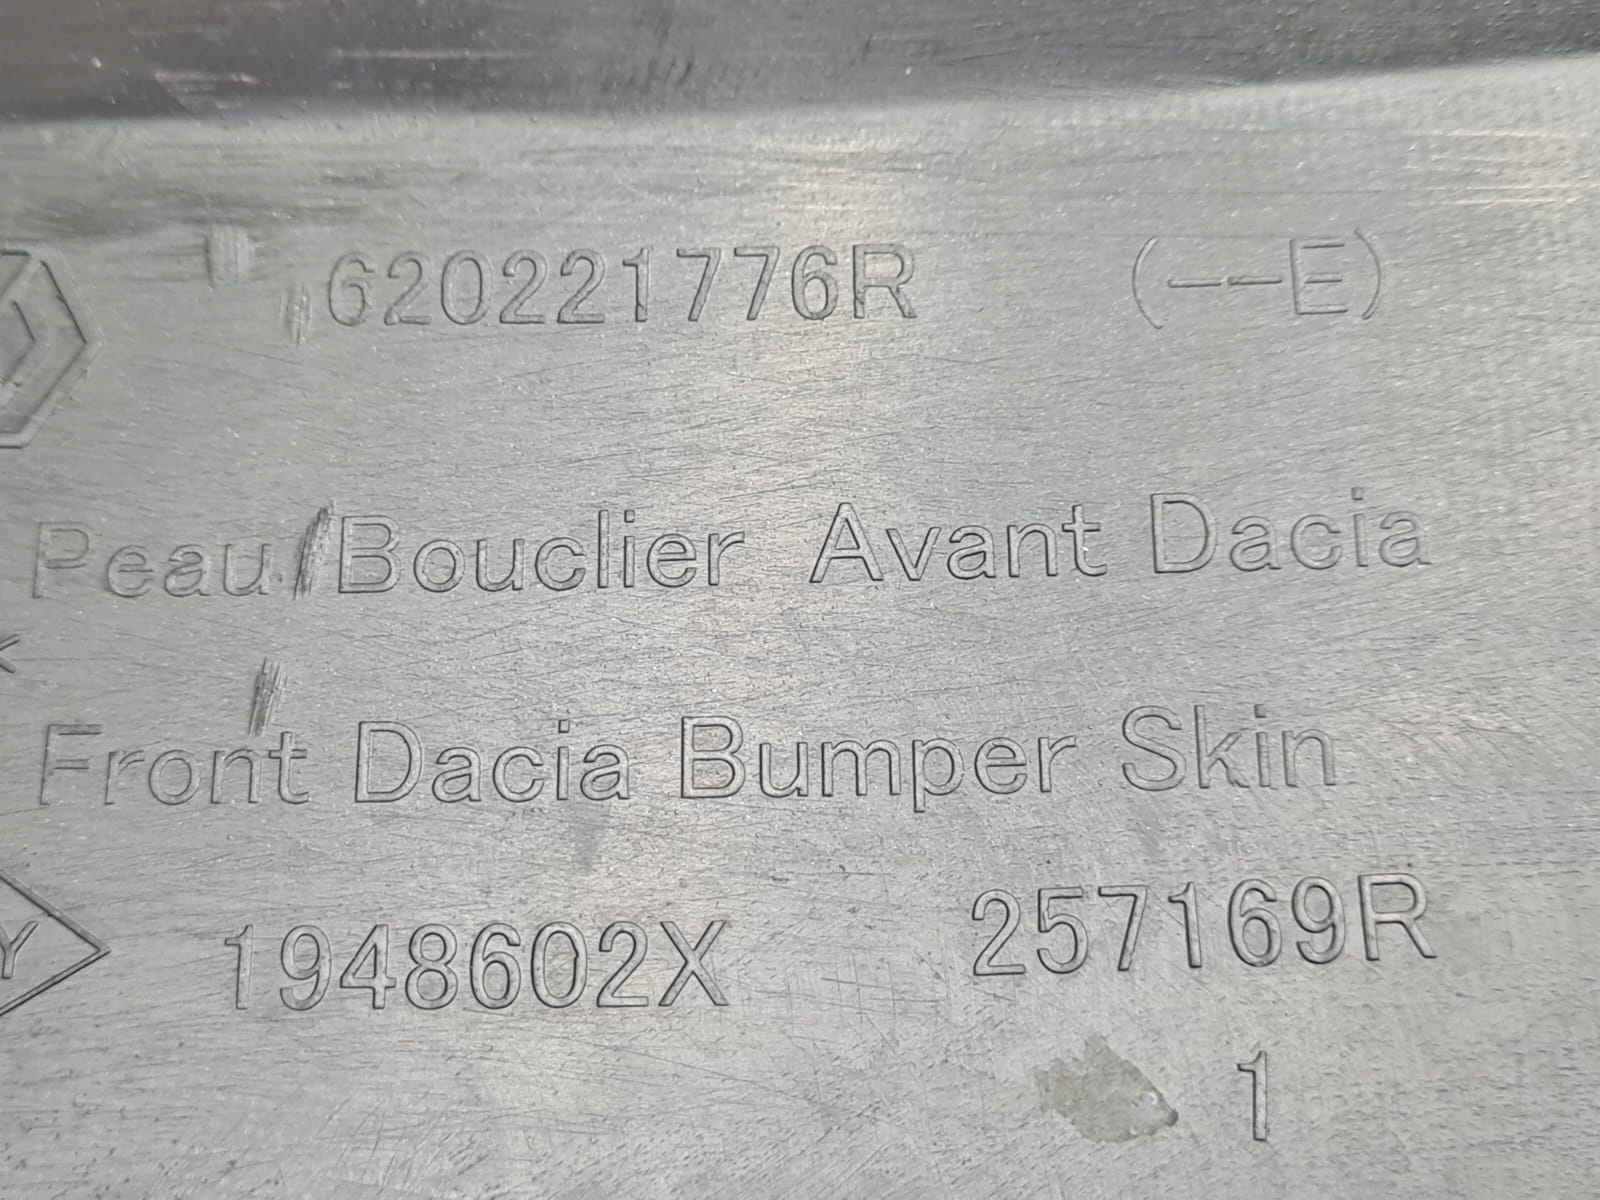 620221776R (--E)
Peau/Bouclier Avant Dacia
Front Dacia Bumper Skin
Y 1948602X 257169R
1